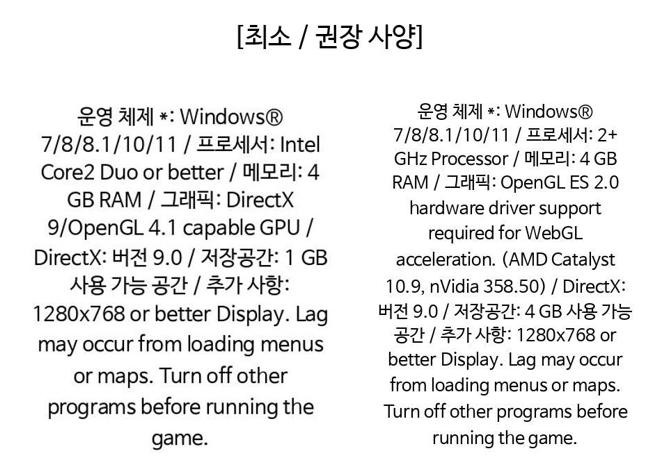 [최소 / 권장 사양]
운영 체제 *: Windows®
7/8/8.1/10/11 / 프로세서: Intel
Core2 Duo or better / 메모리: 4
GB RAM / 그래픽: DirectX
9/OpenGL 4.1 capable GPU /
DirectX: 버전 9.0 / 저장공간: 1 GB
사용 가능 공간 / 추가 사항:
1280x768 or better Display. Lag
may occur from loading menus
or maps. Turn off other
programs before running the
game.
운영 체제 *: Windows®
7/8/8.1/10/11 / 프로세서: 2+
GHz Processor / 메모리: 4 GB
RAM / 그래픽: OpenGL ES 2.0
hardware driver support
required for WebGL
acceleration. (AMD Catalyst
10.9, nVidia 358.50) / DirectX:
버전 9.0 / 저장공간: 4 GB 사용 가능
공간 / 추가 사항: 1280x768 or
better Display. Lag may occur
from loading menus or maps.
Turn off other programs before
running the game.